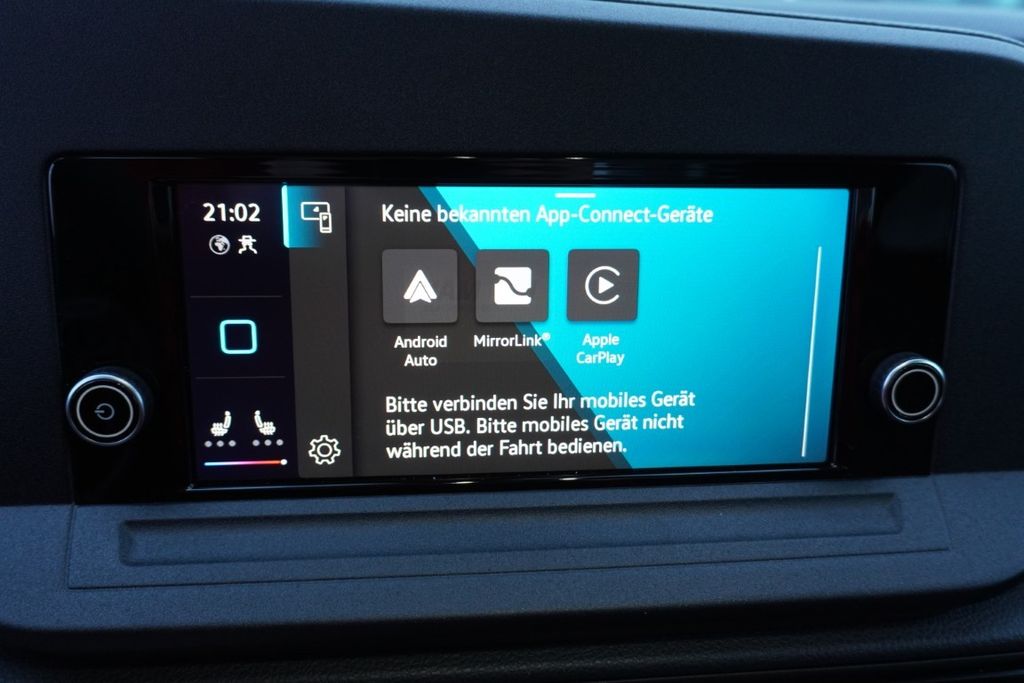 21:02
Keine bekannten App-Connect-Geräte
Android
Auto
MirrorLink®
Apple
CarPlay
Bitte verbinden Sie Ihr mobiles Gerät
über USB. Bitte mobiles Gerät nicht
während der Fahrt bedienen.